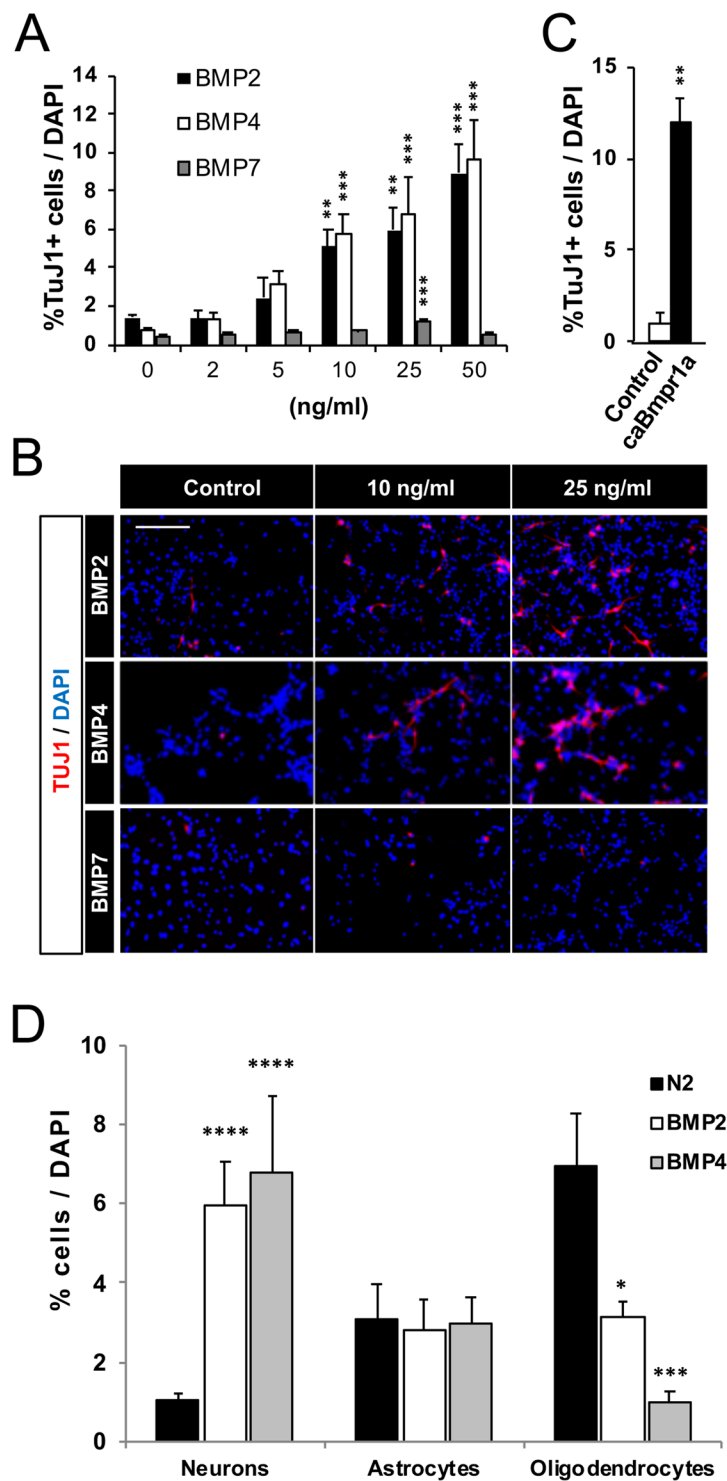 A
%TuJ1+ cells / DAPI
14
12
10
8
6
4
2
0
BMP2
BMP4
BMP7
**
***
**
***
***
***
***
0 2 5 10 25 50
(ng/ml)
C
%TuJ1+ cells / DAPI
15
10
5
0
**
Control
caBmpr1a
B
Control 10 ng/ml 25 ng/ml
TUJ1 / DAPI
BMP2
BMP4
BMP7
D
% cells / DAPI
10
8
6
4
2
0
****
****
*
***
N2
BMP2
BMP4
Neurons Astrocytes Oligodendrocytes